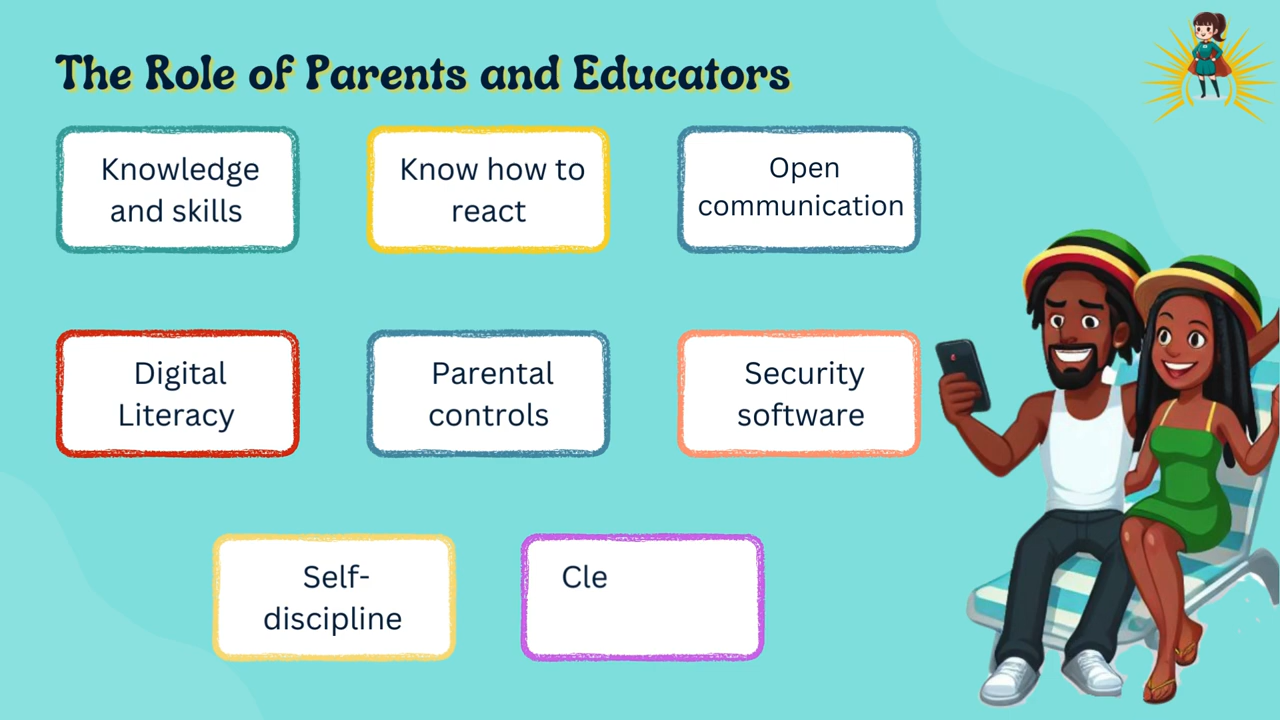 The Role of Parents and Educators
Knowledge
and skills
Know how to
react
Open
communication
Digital
Literacy
Parental
controls
Security
software
Self-
discipline
Cle